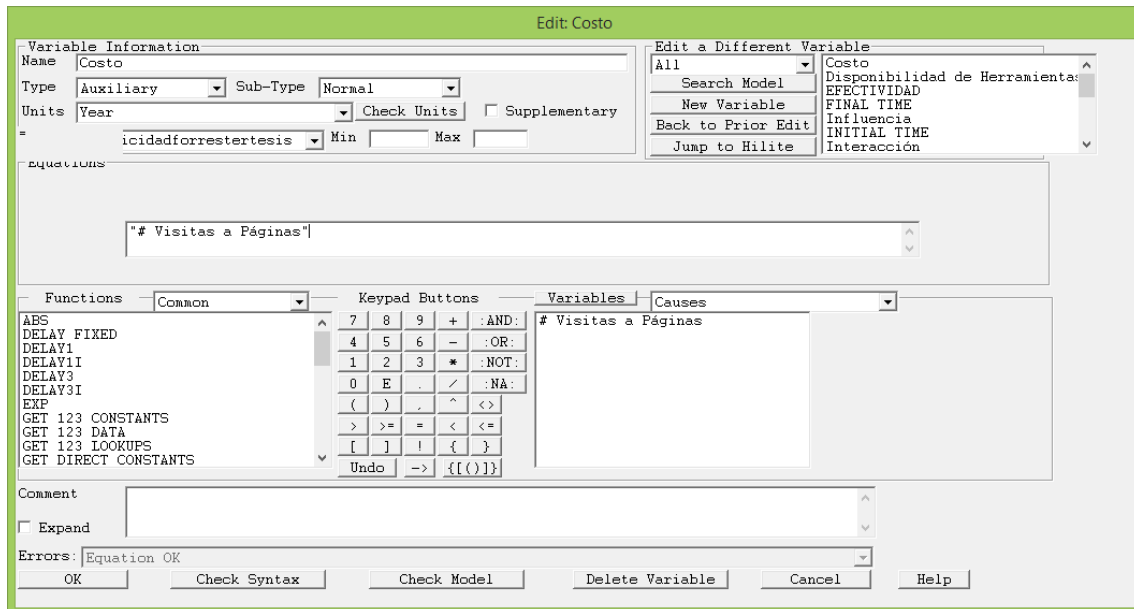 Edit: Costo
Variable Information
Name Costo
Type Auxiliary Sub-Type Normal
Units Year Check Units Supplementary
= icidadforrestertesis Min Max
Edit a Different Variable
All
Search Model
New Variable
Back to Prior Edit
Jump to Hilite
Costo
Disponibilidad de Herramientas
EFECTIVIDAD
FINAL TIME
Influencia
INITIAL TIME
Interacción
Equations
"# Visitas a Páginas"
Functions Common
ABS
DELAY FIXED
DELAY1
DELAY1I
DELAY3
DELAY3I
EXP
GET 123 CONSTANTS
GET 123 DATA
GET 123 LOOKUPS
GET DIRECT CONSTANTS
Keypad Buttons
7 8 9 + :AND:
4 5 6 - :OR:
1 2 3 * :NOT:
0 E . / :NA:
( ) , ^ <>
> >= = < <=
[ ] ! { }
Undo -> {[()]}
Variables Causes
# Visitas a Páginas
Comment
Expand
Errors: Equation OK
OK Check Syntax Check Model Delete Variable Cancel Help